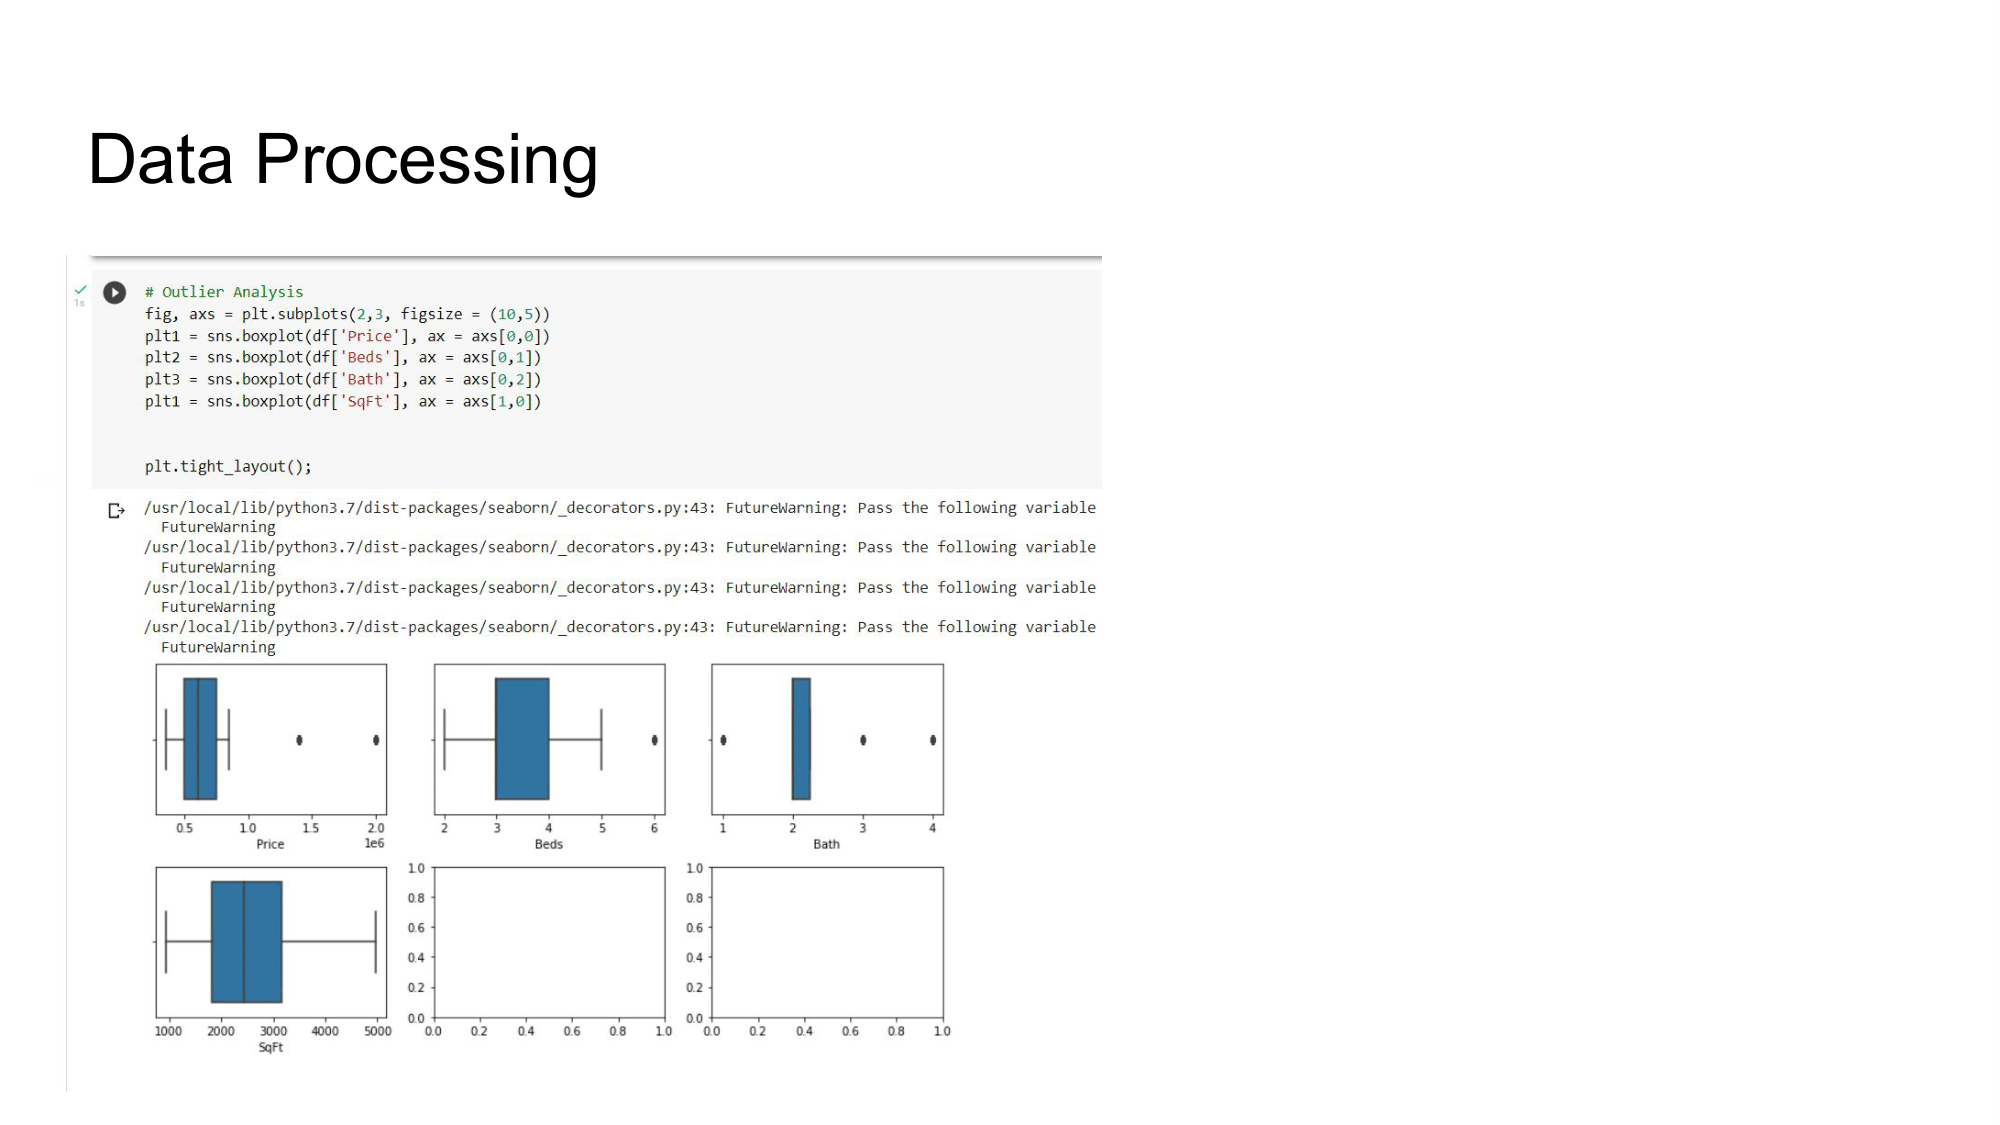 Data Processing
1s
# Outlier Analysis
fig, axs = plt.subplots(2,3, figsize = (10,5))
plt1 = sns.boxplot(df['Price'], ax = axs[0,0])
plt2 = sns.boxplot(df['Beds'], ax = axs[0,1])
plt3 = sns.boxplot(df['Bath'], ax = axs[0,2])
plt1 = sns.boxplot(df['SqFt'], ax = axs[1,0])
plt.tight_layout();
/usr/local/lib/python3.7/dist-packages/seaborn/_decorators.py:43: FutureWarning: Pass the following variable
FutureWarning
/usr/local/lib/python3.7/dist-packages/seaborn/_decorators.py:43: FutureWarning: Pass the following variable
FutureWarning
/usr/local/lib/python3.7/dist-packages/seaborn/_decorators.py:43: FutureWarning: Pass the following variable
FutureWarning
/usr/local/lib/python3.7/dist-packages/seaborn/_decorators.py:43: FutureWarning: Pass the following variable
FutureWarning
0.5 1.0 1.5 2.0
Price 1e6
2 3 4 5 6
Beds
1 2 3 4
Bath
1000 2000 3000 4000 5000
SqFt
1.0
0.8
0.6
0.4
0.2
0.0
0.0 0.2 0.4 0.6 0.8 1.0
1.0
0.8
0.6
0.4
0.2
0.0
0.0 0.2 0.4 0.6 0.8 1.0